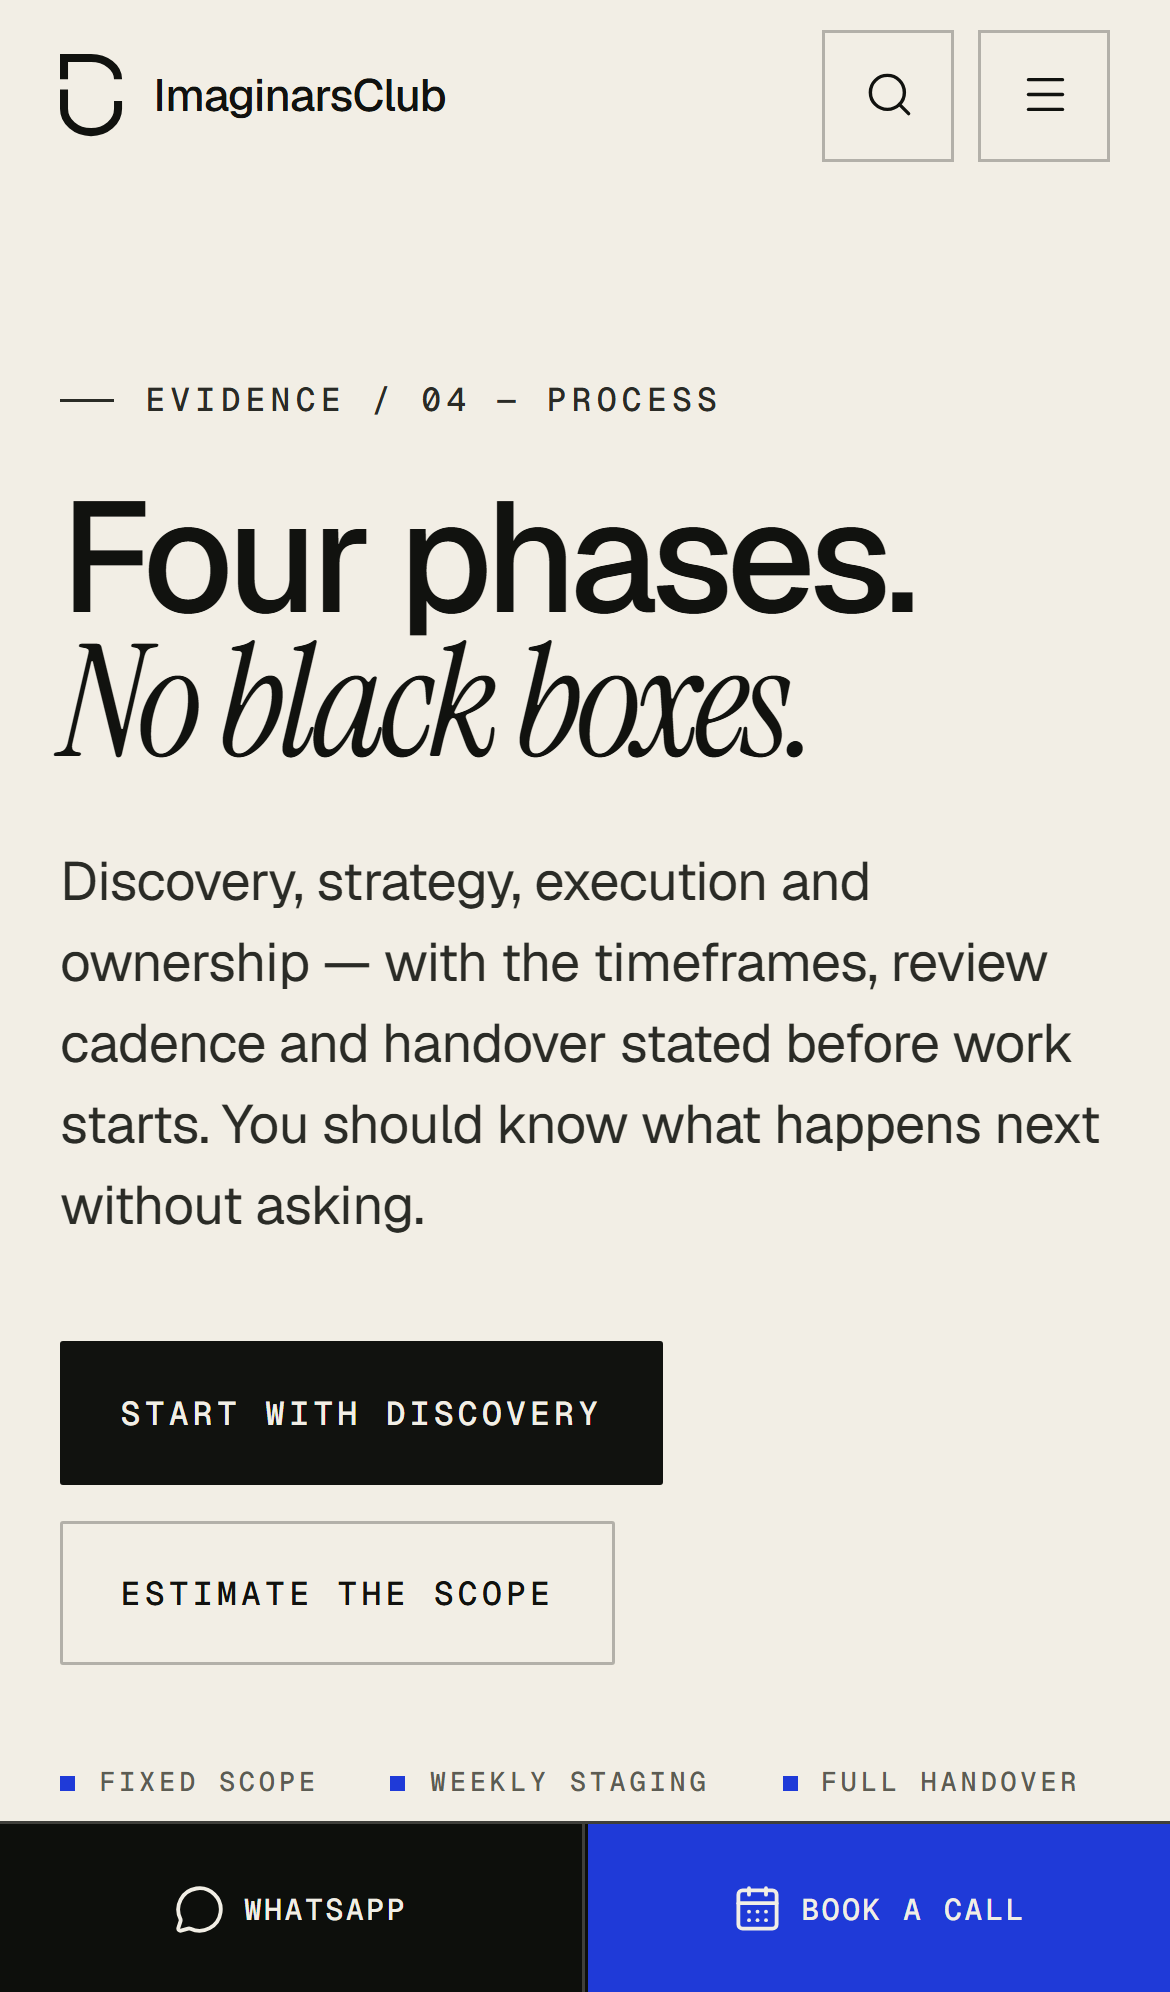 ImaginarsClub
EVIDENCE / 04 — PROCESS
Four phases.
No black boxes.
Discovery, strategy, execution and
ownership — with the timeframes, review
cadence and handover stated before work
starts. You should know what happens next
without asking.
START WITH DISCOVERY
ESTIMATE THE SCOPE
FIXED SCOPE WEEKLY STAGING FULL HANDOVER
WHATSAPP BOOK A CALL